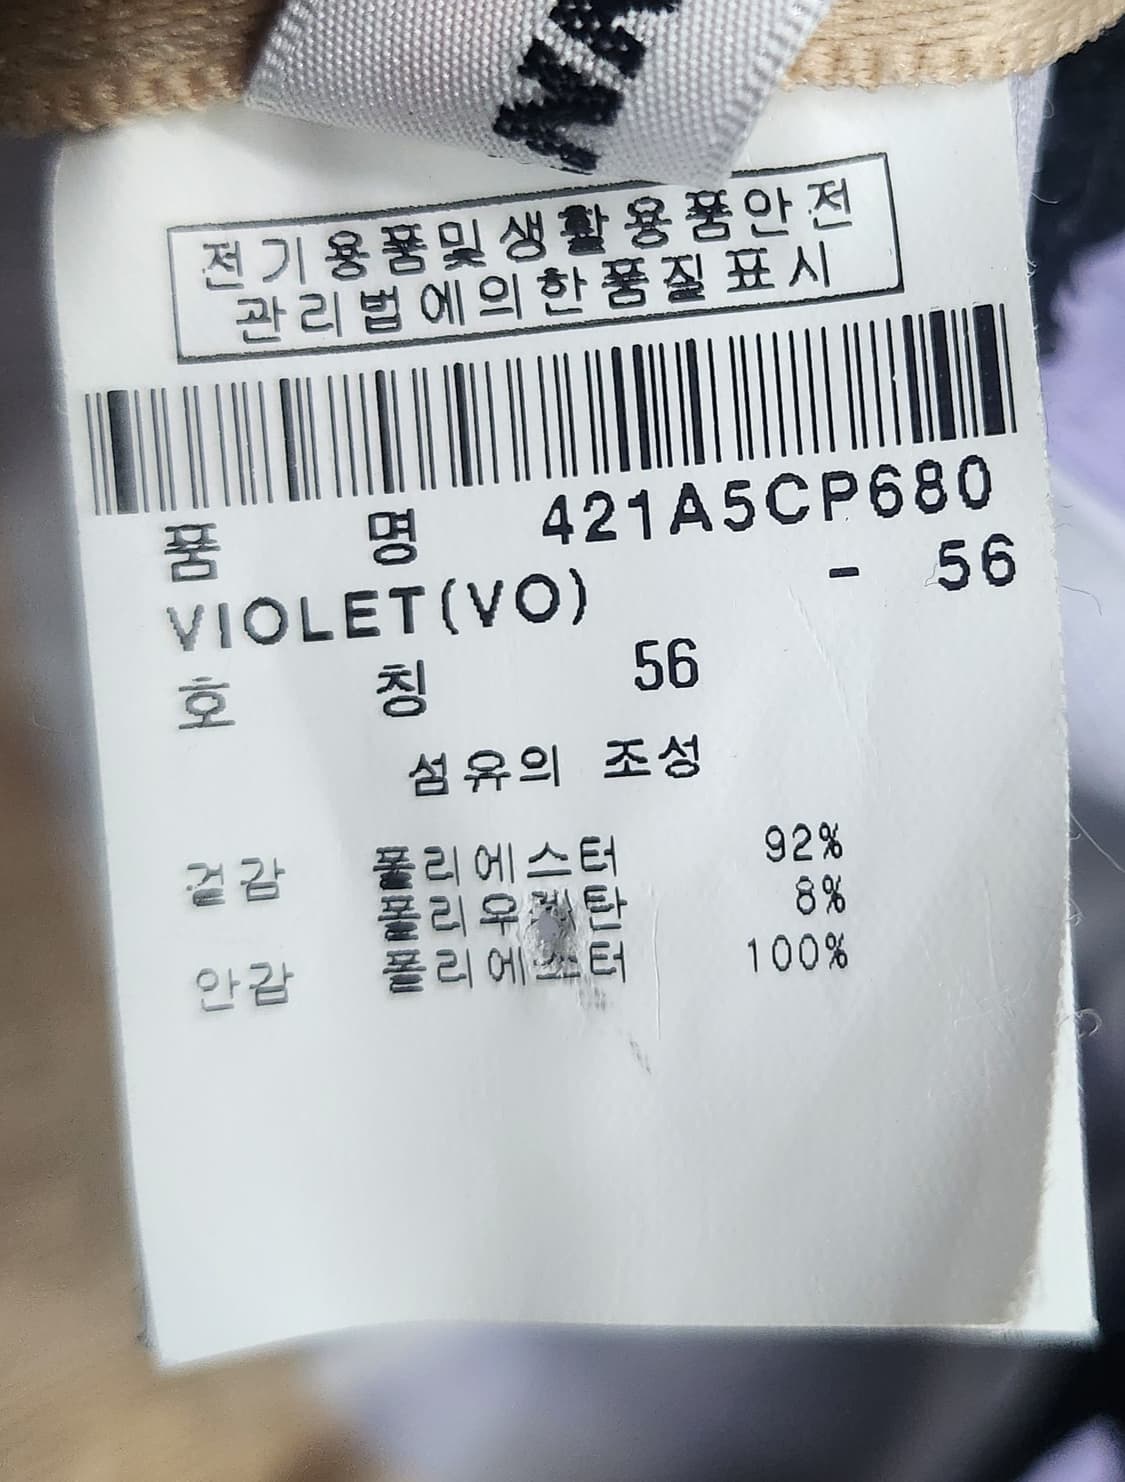 전기용품및생활용품안전
관리법에의한품질표시
품 명 421A5CP680
VIOLET(VO) - 56
호 칭 56
섬유의 조성
겉감 폴리에스터 92%
폴리우레탄 8%
안감 폴리에스터 100%